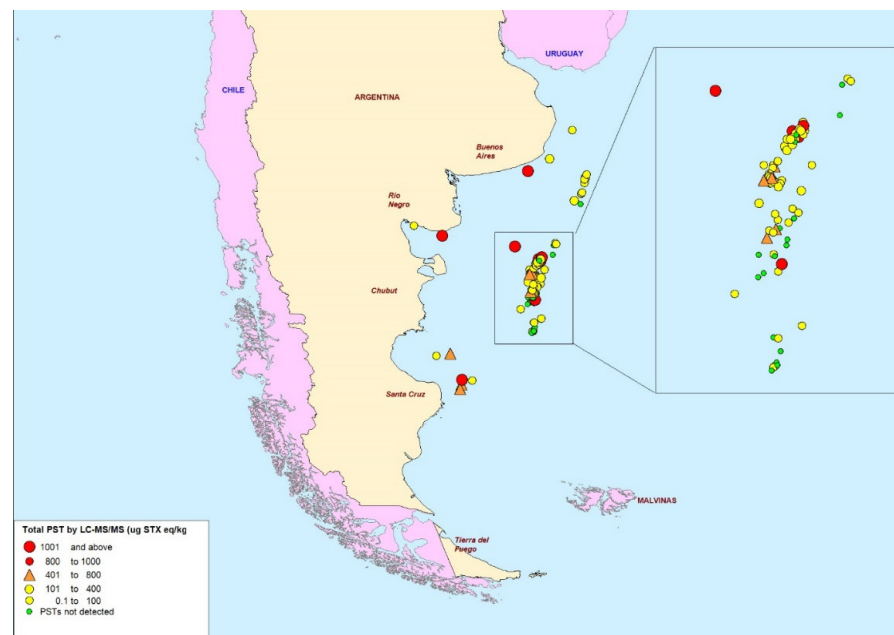 URUGUAY
CHILE
ARGENTINA
Buenos
Aires
Rio
Negro
Chubut
Santa Cruz
MALVINAS
Tierra del
Fuego
Total PST by LC-MS/MS (ug STX eq/kg
1001 and above
800 to 1000
401 to 800
101 to 400
0.1 to 100
PSTs not detected